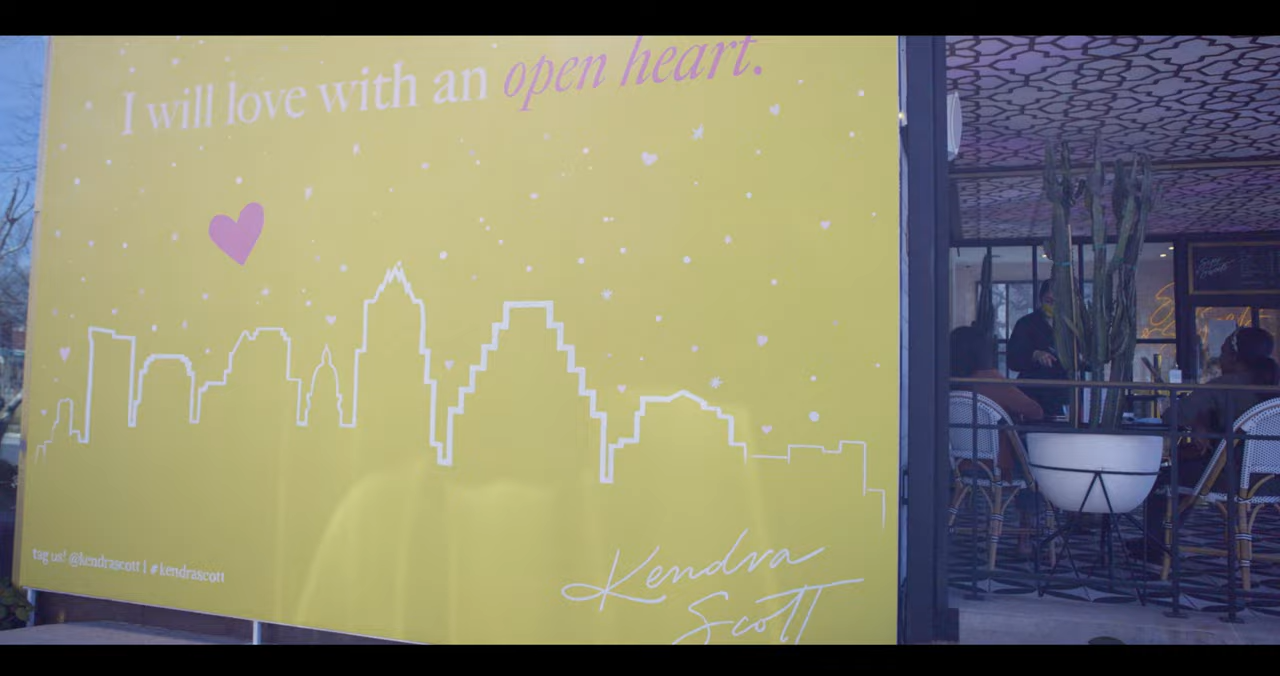 I will love with an open heart.
tag us! @kendrascott | #kendrascott
Kendra
Scott